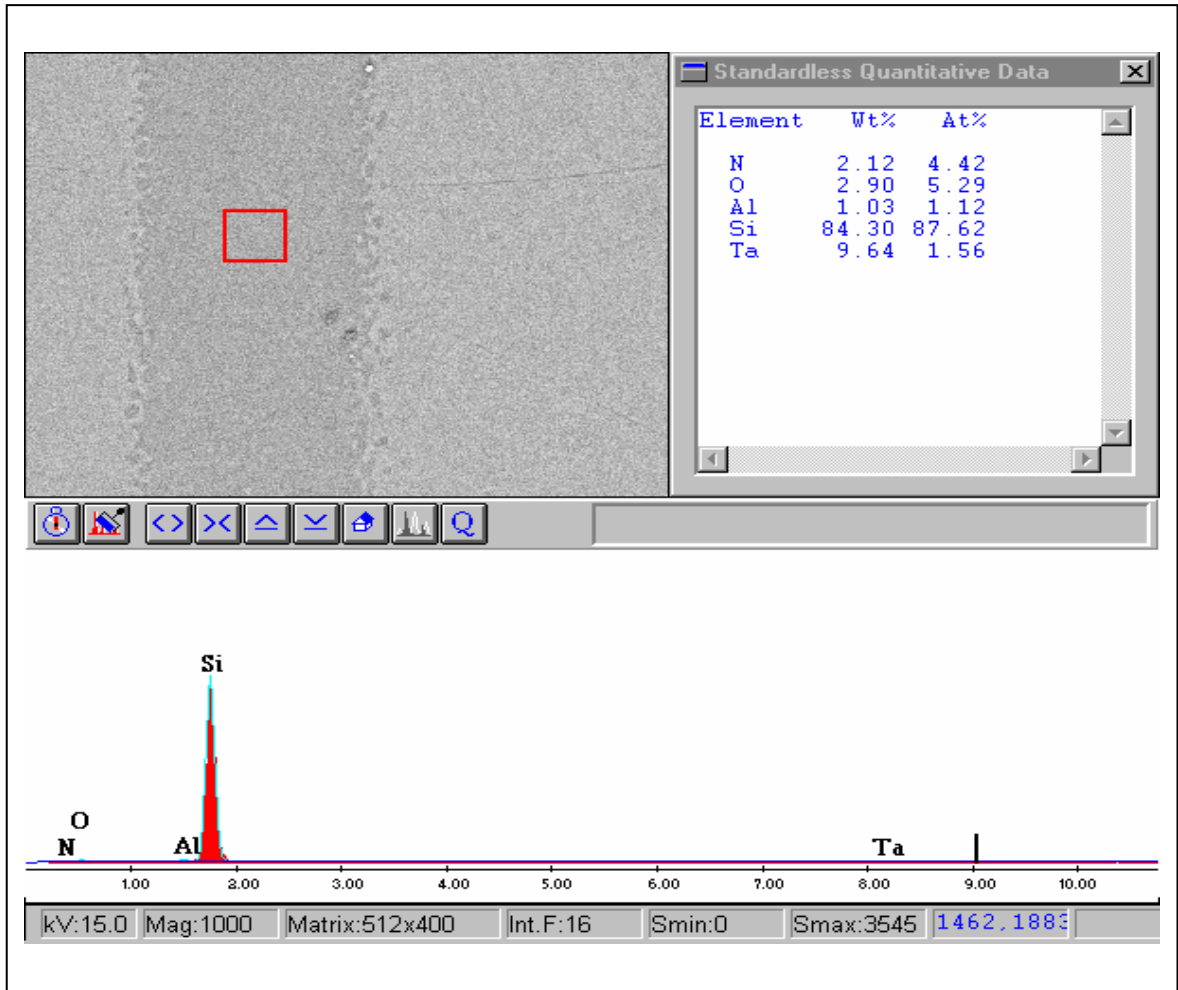 Standardless Quantitative Data
Element Wt% At%
N 2.12 4.42
O 2.90 5.29
Al 1.03 1.12
Si 84.30 87.62
Ta 9.64 1.56
Q
Si
O
N Al Ta
1.00 2.00 3.00 4.00 5.00 6.00 7.00 8.00 9.00 10.00
kV:15.0 Mag:1000 Matrix:512x400 Int.F:16 Smin:0 Smax:3545 1462,1883